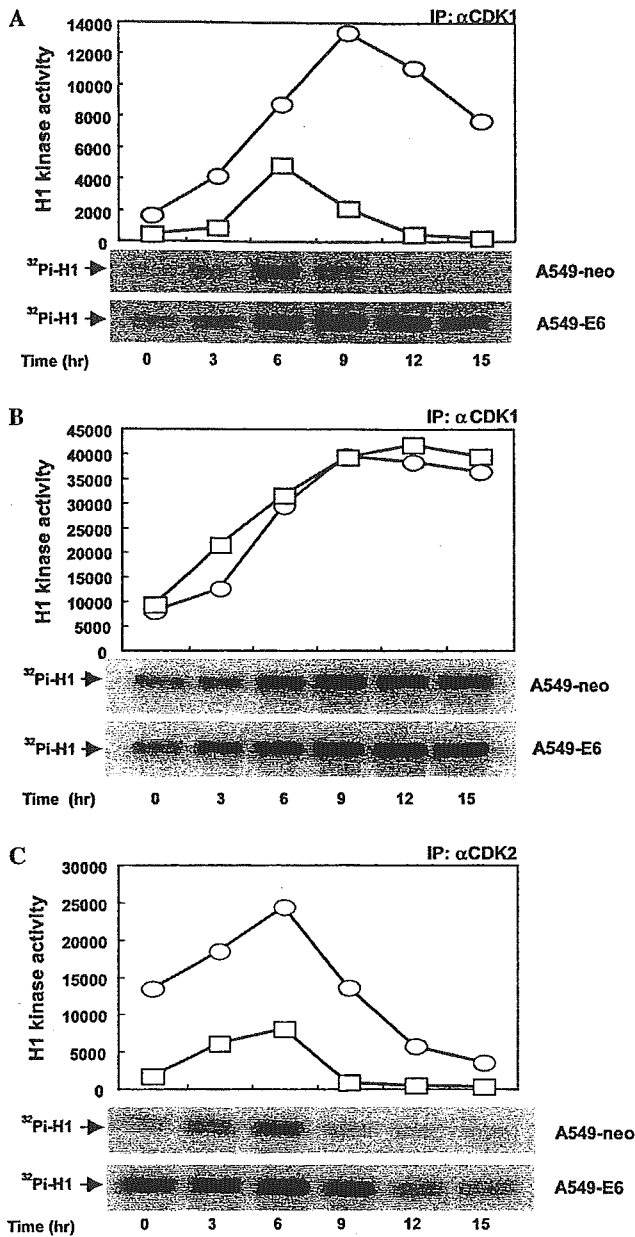 A
IP: αCDK1
H1 kinase activity
14000
12000
10000
8000
6000
4000
2000
0
32Pi-H1
A549-neo
32Pi-H1
A549-E6
Time (hr) 0 3 6 9 12 15
B
IP: αCDK1
H1 kinase activity
45000
40000
35000
30000
25000
20000
15000
10000
5000
0
32Pi-H1
A549-neo
32Pi-H1
A549-E6
Time (hr) 0 3 6 9 12 15
C
IP: αCDK2
H1 kinase activity
30000
25000
20000
15000
10000
5000
0
32Pi-H1
A549-neo
32Pi-H1
A549-E6
Time (hr) 0 3 6 9 12 15